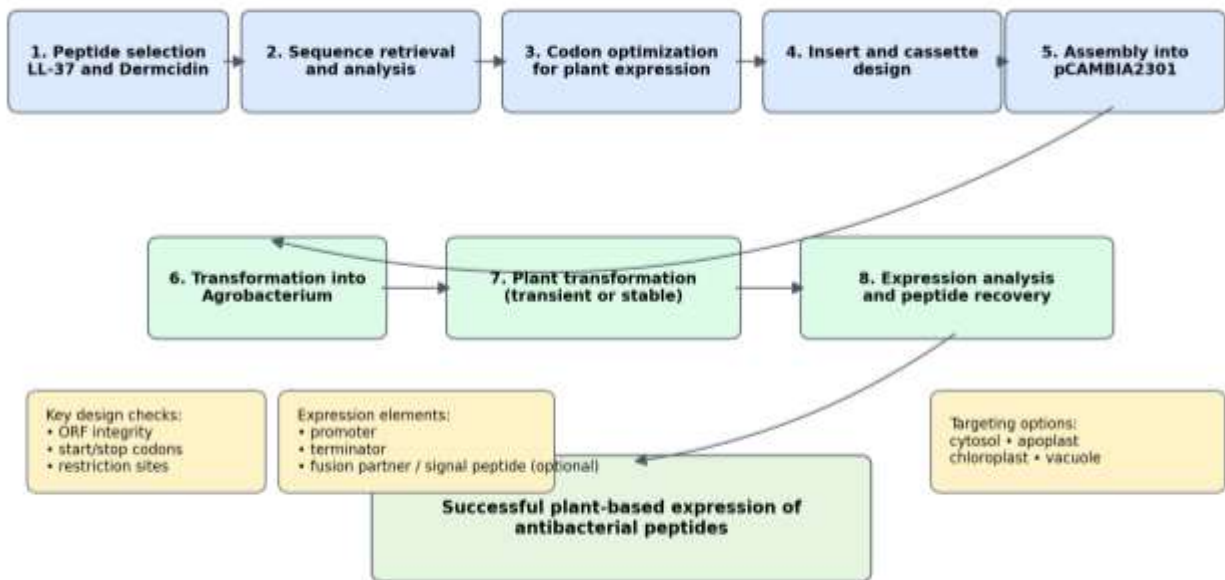 1. Peptide selection
LL-37 and Dermcidin
2. Sequence retrieval
and analysis
3. Codon optimization
for plant expression
4. Insert and cassette
design
5. Assembly into
pCAMBIA2301
6. Transformation into
Agrobacterium
7. Plant transformation
(transient or stable)
8. Expression analysis
and peptide recovery
Key design checks:
• ORF integrity
• start/stop codons
• restriction sites
Expression elements:
• promoter
• terminator
• fusion partner / signal peptide (optional)
Targeting options:
cytosol • apoplast
chloroplast • vacuole
Successful plant-based expression of
antibacterial peptides